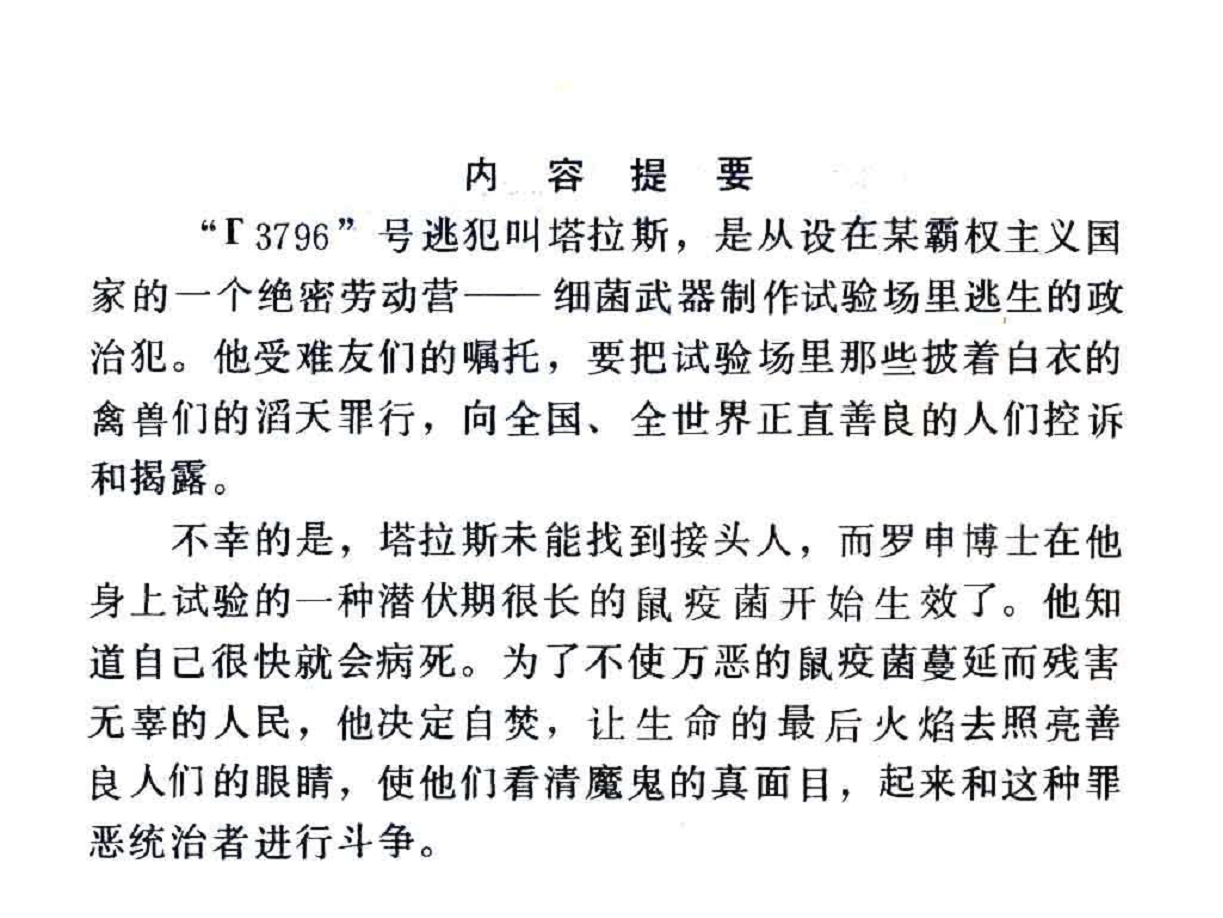 内容提要
“Г3796”号逃犯叫塔拉斯，是从设在某霸权主义国
家的一个绝密劳动营——细菌武器制作试验场里逃生的政
治犯。他受难友们的嘱托，要把试验场里那些披着白衣的
禽兽们的滔天罪行，向全国、全世界正直善良的人们控诉
和揭露。
不幸的是，塔拉斯未能找到接头人，而罗申博士在他
身上试验的一种潜伏期很长的鼠疫菌开始生效了。他知
道自己很快就会病死。为了不使万恶的鼠疫菌蔓延而残害
无辜的人民，他决定自焚，让生命的最后火焰去照亮善
良人们的眼睛，使他们看清魔鬼的真面目，起来和这种罪
恶统治者进行斗争。